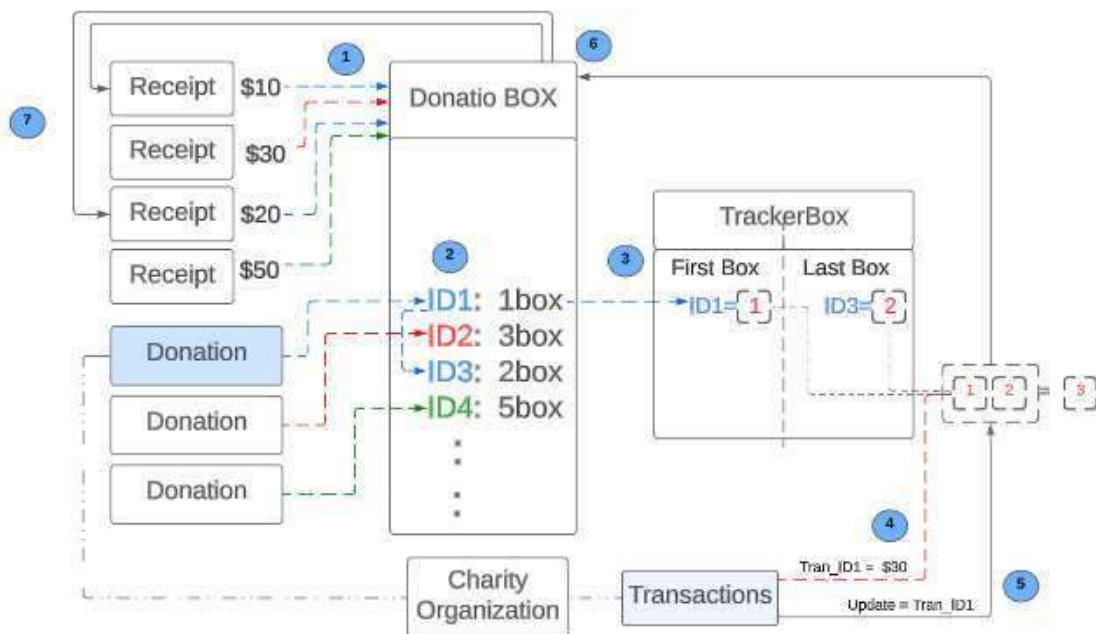 1
6
7
Receipt $10
Donatio BOX
Receipt $30
Receipt $20
Receipt $50
TrackerBox
2
3
First Box
Last Box
ID1: 1box
ID1= 1
ID3= 2
ID2: 3box
Donation
ID3: 2box
ID4: 5box
1 2 = 3
Donation
Donation
4
Charity
Organization
Transactions
Tran_ID1 = $30
5
Update = Tran_ID1